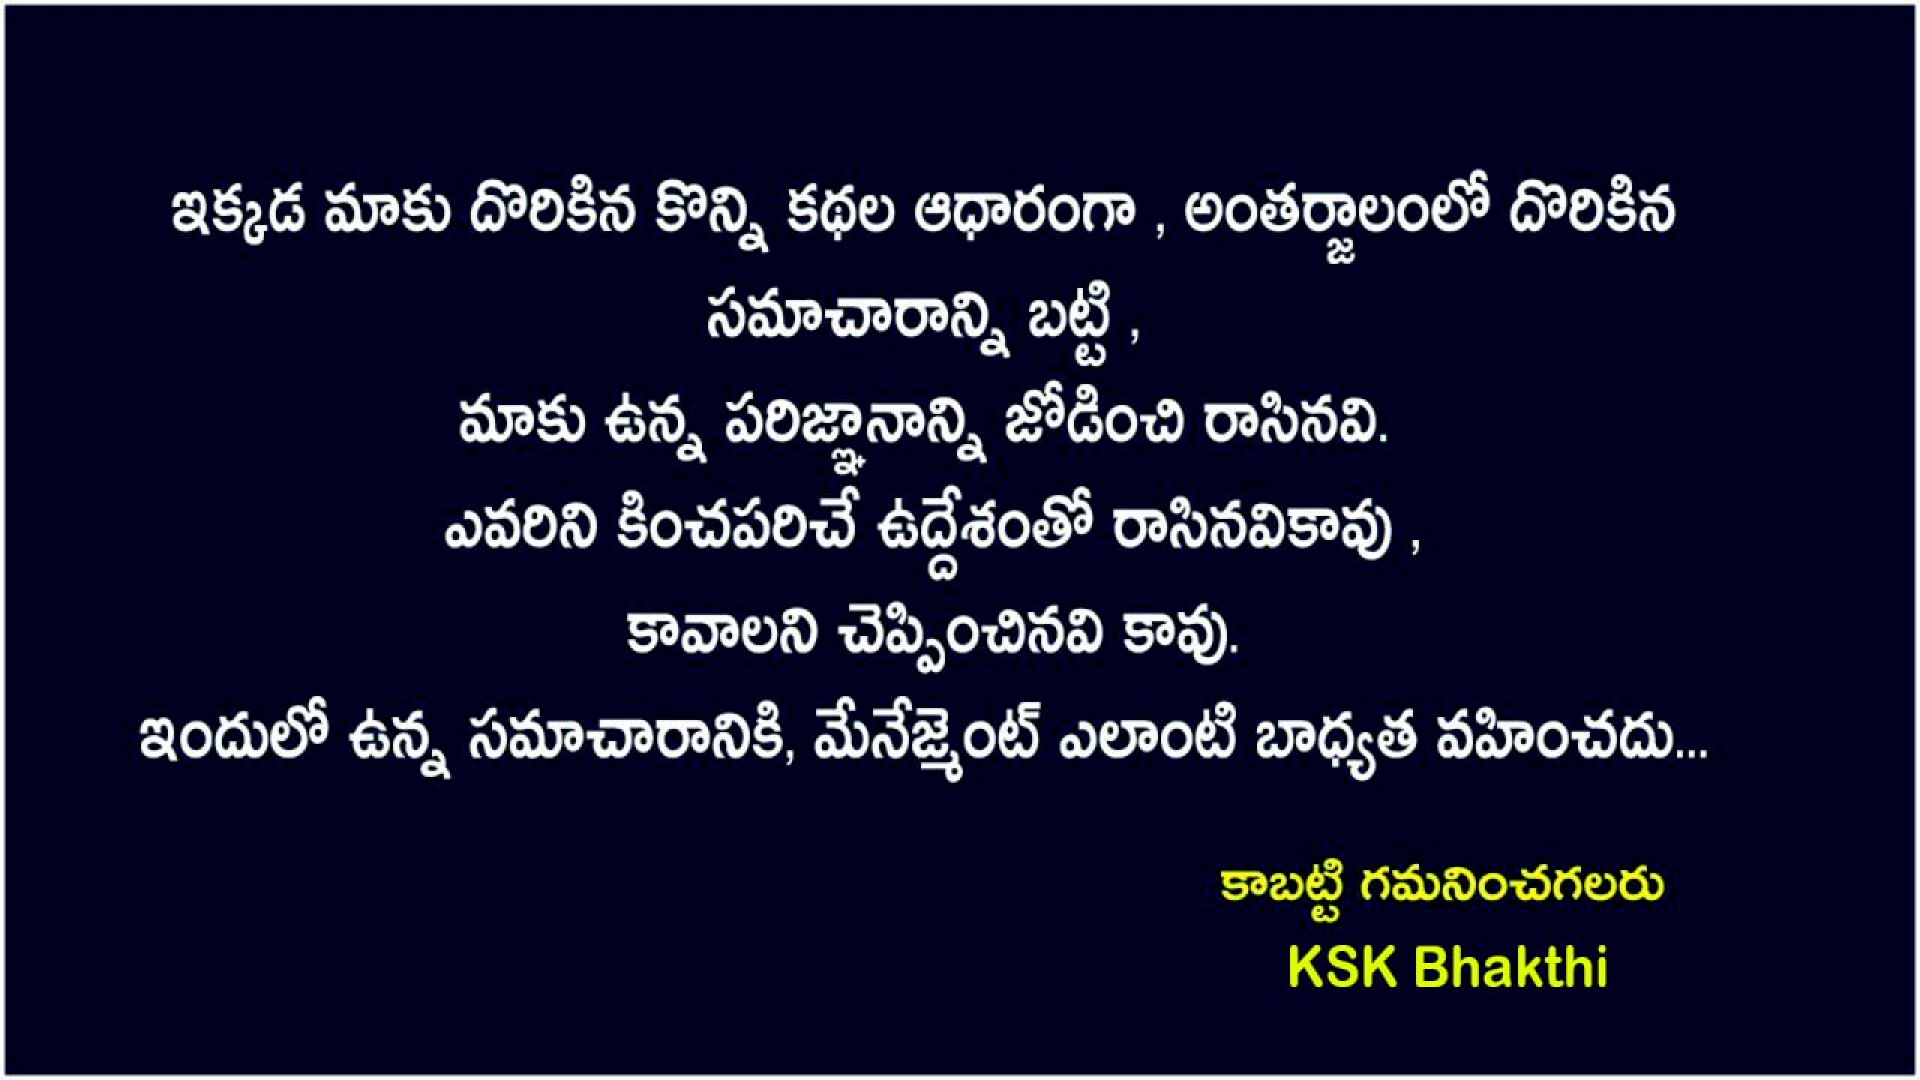 ఇక్కడ మాకు దొరికిన కొన్ని కథల ఆధారంగా , అంతర్జాలంలో దొరికిన
సమాచారాన్ని బట్టి ,
మాకు ఉన్న పరిజ్ఞానాన్ని జోడించి రాసినవి.
ఎవరిని కించపరిచే ఉద్దేశంతో రాసినవికావు ,
కావాలని చెప్పించినవి కావు.
ఇందులో ఉన్న సమాచారానికి, మేనేజ్మెంట్ ఎలాంటి బాధ్యత వహించదు...
కాబట్టి గమనించగలరు
KSK Bhakthi